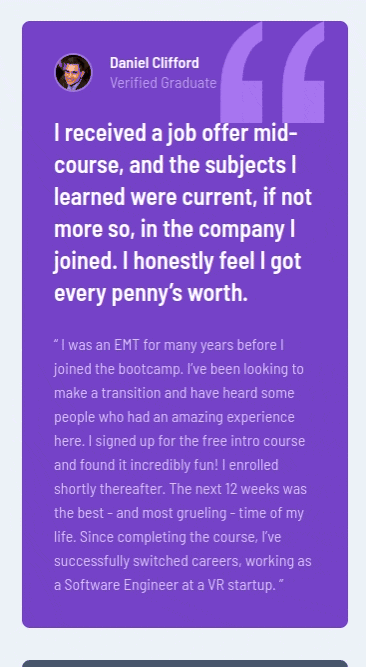 Daniel Clifford
Verified Graduate
I received a job offer mid-
course, and the subjects I
learned were current, if not
more so, in the company I
joined. I honestly feel I got
every penny’s worth.
“ I was an EMT for many years before I
joined the bootcamp. I’ve been looking to
make a transition and have heard some
people who had an amazing experience
here. I signed up for the free intro course
and found it incredibly fun! I enrolled
shortly thereafter. The next 12 weeks was
the best - and most grueling - time of my
life. Since completing the course, I’ve
successfully switched careers, working as
a Software Engineer at a VR startup. ”